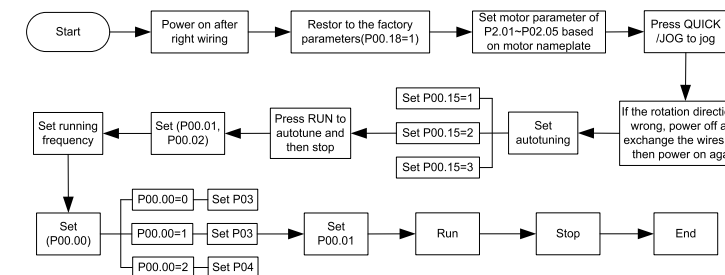 Start
Power on after
right wiring
Restor to the factory
parameters(P00.18=1)
Set motor parameter of
P2.01~P02.05 based
on motor nameplate
Press QUICK
/JOG to jog
If the rotation
wrong, power off
exchange the wires
then power on
Set
autotuning
Set P00.15=1
Set P00.15=2
Set P00.15=3
Press RUN to
autotune and
then stop
Set (P00.01,
P00.02)
Set running
frequency
Set
(P00.00)
P00.00=0
Set P03
P00.00=1
Set P03
P00.00=2
Set P04
Set
P00.01
Run
Stop
End